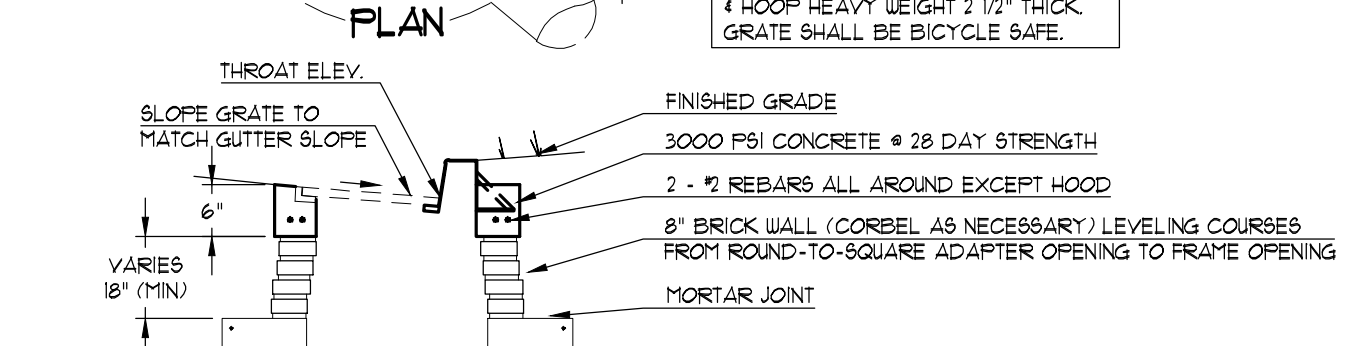 PLAN
& HOOP HEAVY WEIGHT 2 1/2" THICK.
GRATE SHALL BE BICYCLE SAFE.
THROAT ELEV.
SLOPE GRATE TO
MATCH GUTTER SLOPE
FINISHED GRADE
3000 PSI CONCRETE @ 28 DAY STRENGTH
2 - #2 REBARS ALL AROUND EXCEPT HOOD
8" BRICK WALL (CORBEL AS NECESSARY) LEVELING COURSES
FROM ROUND-TO-SQUARE ADAPTER OPENING TO FRAME OPENING
MORTAR JOINT
6"
VARIES
18" (MIN)